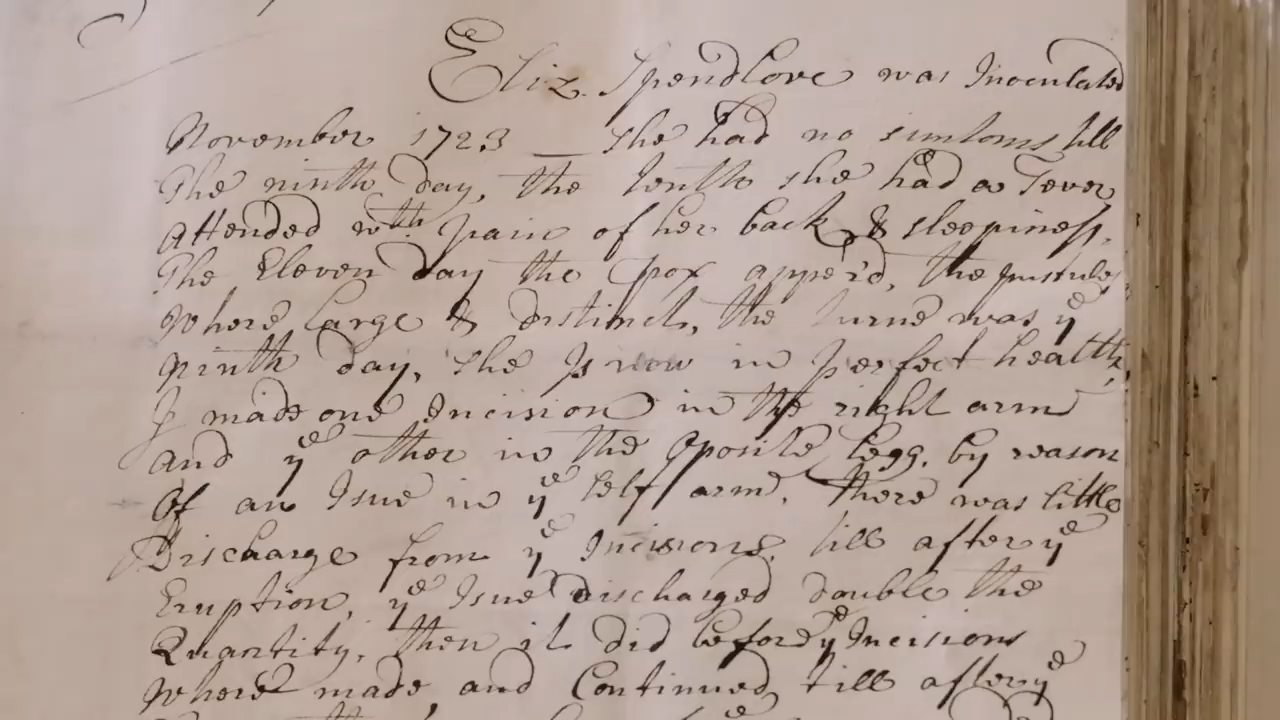 Eliz. Spendlove was Inoculated
November 1723 — she had no simtoms till
The ninth day, the tenth she had a Fever
Attended wth pain of her back & sleepiness.
The Eleven day the pox appe'rd, the pustules
Where Large & distinct, the turne was ye
ninth day, she Is now in perfect health,
I made one Incision in the right arm
and ye other in the Oposite Legg, by reason
Of an Isue in ye left arm, there was little
Discharge from ye Incisions till after ye
Eruption, ye Isue discharged double the
Quantity, then it did before ye Incisions
Where made, and Continued till after ye